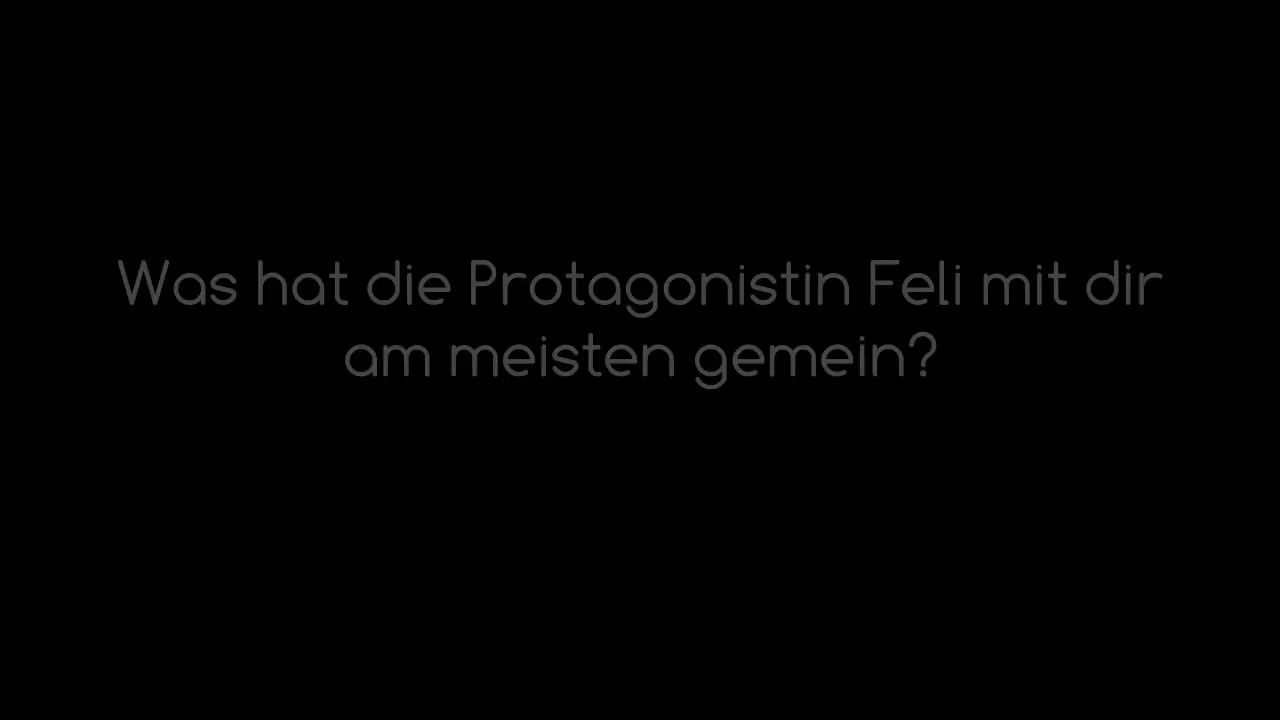 Was hat die Protagonistin Feli mit dir
am meisten gemein?